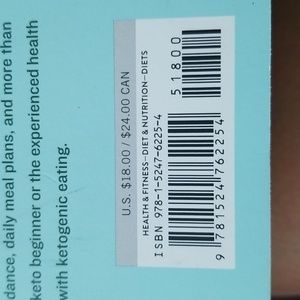 dance, daily meal plans, and more than
keto beginner or the experienced health
with ketogenic eating.
U.S. $18.00 / $24.00 CAN
HEALTH & FITNESS—DIET & NUTRITION—DIETS
ISBN 978-1-5247-6225-4
51800
9 781524 762254